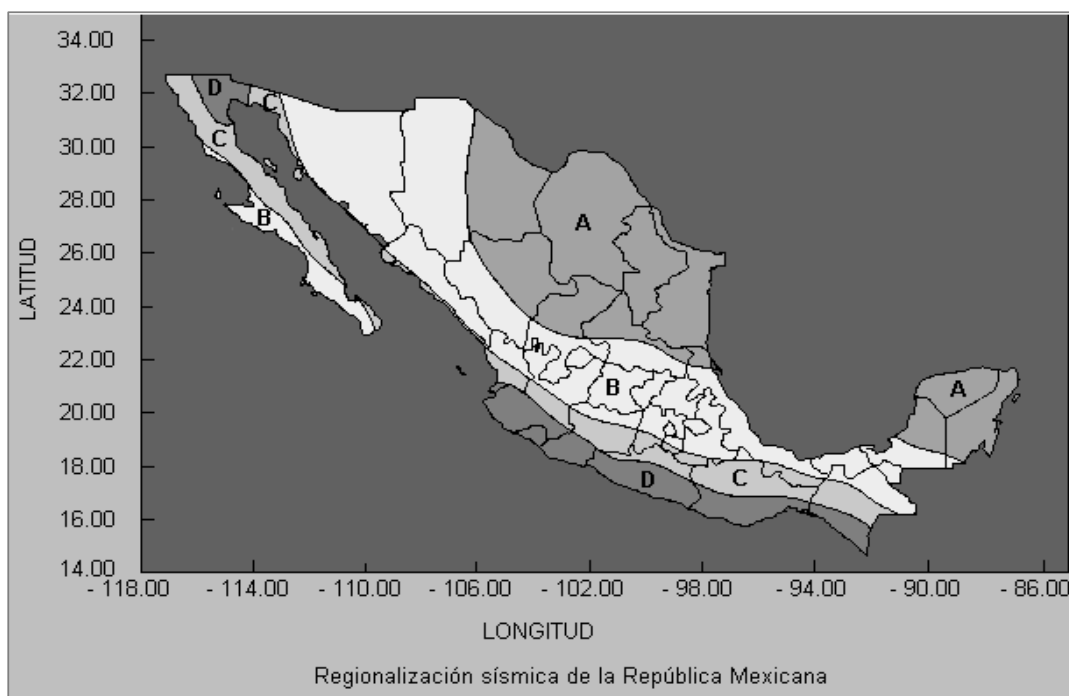 34.00
32.00
30.00
28.00
26.00
24.00
22.00
20.00
18.00
16.00
14.00
LATITUD
D
C
C
B
A
B
A
C
D
- 118.00 - 114.00 - 110.00 - 106.00 - 102.00 - 98.00 - 94.00 - 90.00 - 86.00
LONGITUD
Regionalización sísmica de la República Mexicana